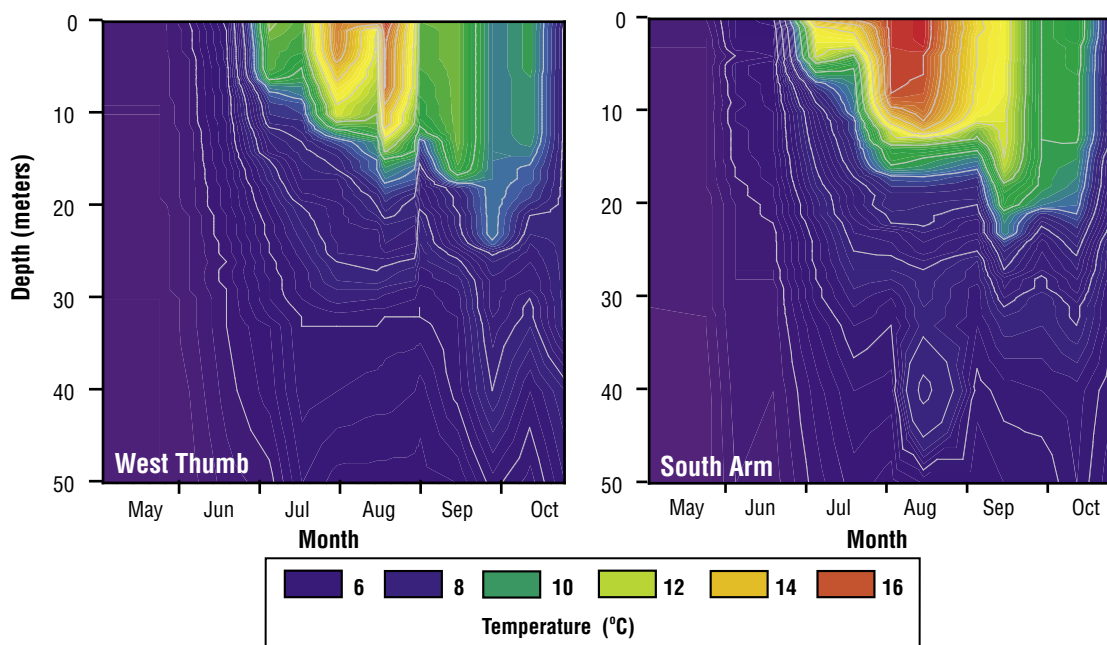 Depth (meters)
0
10
20
30
40
50
West Thumb
May Jun Jul Aug Sep Oct
Month
0
10
20
30
40
50
South Arm
May Jun Jul Aug Sep Oct
Month
6 8 10 12 14 16
Temperature (°C)